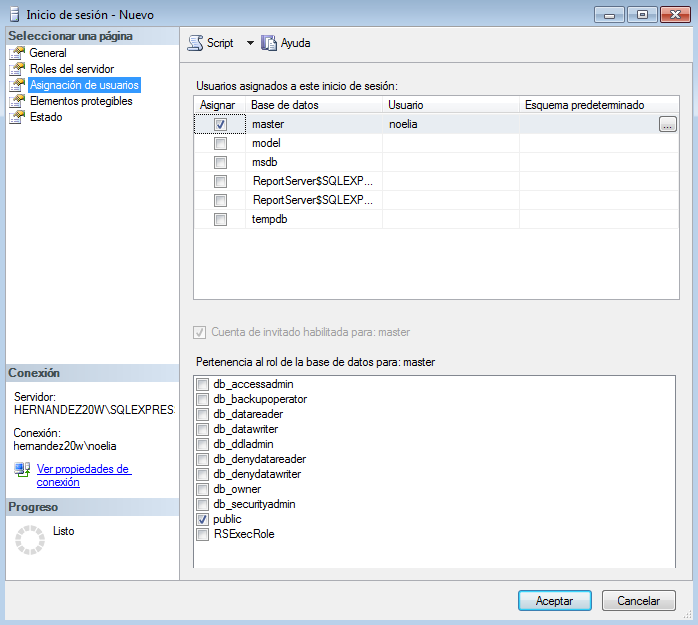 Inicio de sesión - Nuevo
Seleccionar una página
General
Roles del servidor
Asignación de usuarios
Elementos protegibles
Estado
Script
Ayuda
Usuarios asignados a este inicio de sesión:
Asignar Base de datos Usuario Esquema predeterminado
master noelia ...
model
msdb
ReportServer$SQLEXP...
ReportServer$SQLEXP...
tempdb
Cuenta de invitado habilitada para: master
Pertenencia al rol de la base de datos para: master
db_accessadmin
db_backupoperator
db_datareader
db_datawriter
db_ddladmin
db_denydatareader
db_denydatawriter
db_owner
db_securityadmin
public
RSExecRole
Conexión
Servidor:
HERNANDEZ20W\SQLEXPRESS
Conexión:
hernandez20w\noelia
Ver propiedades de
conexión
Progreso
Listo
Aceptar
Cancelar